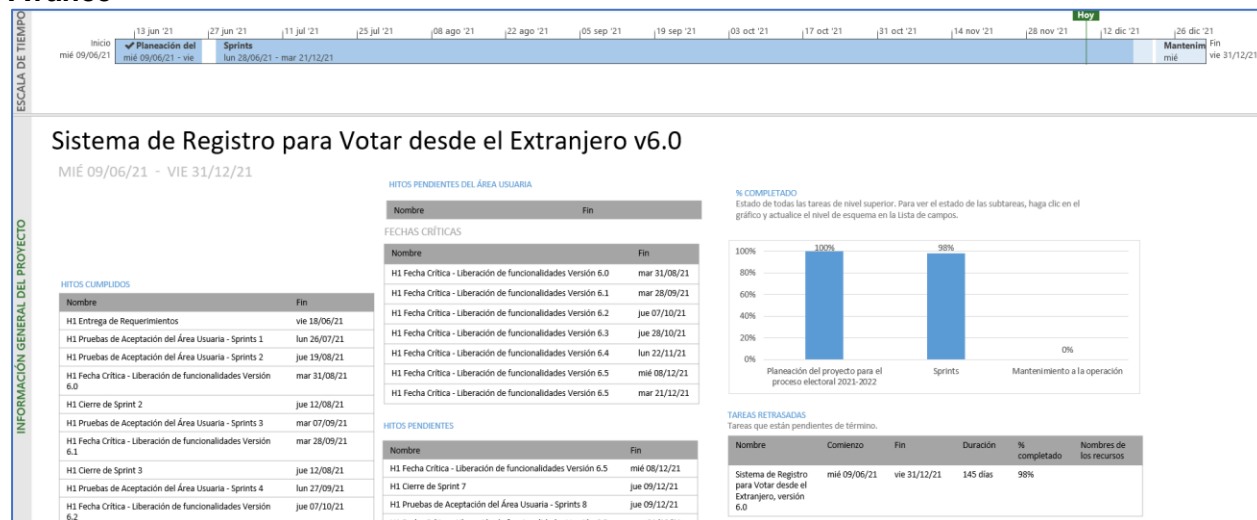 ESCALA DE TIEMPO
Hoy
13 jun '21 27 jun '21 11 jul '21 25 jul '21 08 ago '21 22 ago '21 05 sep '21 19 sep '21 03 oct '21 17 oct '21 31 oct '21 14 nov '21 28 nov '21 12 dic '21 26 dic '21
Inicio
mié 09/06/21
Planeación del
mié 09/06/21 - vie
Sprints
lun 28/06/21 - mar 21/12/21
Mantenim
mié
Fin
vie 31/12/21
INFORMACIÓN GENERAL DEL PROYECTO
Sistema de Registro para Votar desde el Extranjero v6.0
MIÉ 09/06/21 - VIE 31/12/21
HITOS CUMPLIDOS
Nombre Fin
H1 Entrega de Requerimientos vie 18/06/21
H1 Pruebas de Aceptación del Área Usuaria - Sprints 1 lun 26/07/21
H1 Pruebas de Aceptación del Área Usuaria - Sprints 2 jue 19/08/21
H1 Fecha Crítica - Liberación de funcionalidades Versión mar 31/08/21
6.0
H1 Cierre de Sprint 2 jue 12/08/21
H1 Pruebas de Aceptación del Área Usuaria - Sprints 3 mar 07/09/21
H1 Fecha Crítica - Liberación de funcionalidades Versión mar 28/09/21
6.1
H1 Cierre de Sprint 3 jue 12/08/21
H1 Pruebas de Aceptación del Área Usuaria - Sprints 4 lun 27/09/21
H1 Fecha Crítica - Liberación de funcionalidades Versión jue 07/10/21
6.2
HITOS PENDIENTES DEL ÁREA USUARIA
Nombre Fin
FECHAS CRÍTICAS
Nombre Fin
H1 Fecha Crítica - Liberación de funcionalidades Versión 6.0 mar 31/08/21
H1 Fecha Crítica - Liberación de funcionalidades Versión 6.1 mar 28/09/21
H1 Fecha Crítica - Liberación de funcionalidades Versión 6.2 jue 07/10/21
H1 Fecha Crítica - Liberación de funcionalidades Versión 6.3 jue 28/10/21
H1 Fecha Crítica - Liberación de funcionalidades Versión 6.4 lun 22/11/21
H1 Fecha Crítica - Liberación de funcionalidades Versión 6.5 mié 08/12/21
H1 Fecha Crítica - Liberación de funcionalidades Versión 6.5 mar 21/12/21
HITOS PENDIENTES
Nombre Fin
H1 Fecha Crítica - Liberación de funcionalidades Versión 6.5 mié 08/12/21
H1 Cierre de Sprint 7 jue 09/12/21
H1 Pruebas de Aceptación del Área Usuaria - Sprints 8 jue 09/12/21
% COMPLETADO
Estado de todas las tareas de nivel superior. Para ver el estado de las subtareas, haga clic en el
gráfico y actualice el nivel de esquema en la Lista de campos.
100%
80%
60%
40%
20%
0%
100%
98%
0%
Planeación del proyecto para el
proceso electoral 2021-2022
Sprints
Mantenimiento a la operación
TAREAS RETRASADAS
Tareas que están pendientes de término.
Nombre Comienzo Fin Duración % completado Nombres de los recursos
Sistema de Registro mié 09/06/21 vie 31/12/21 145 días 98%
para Votar desde el
Extranjero, versión
6.0